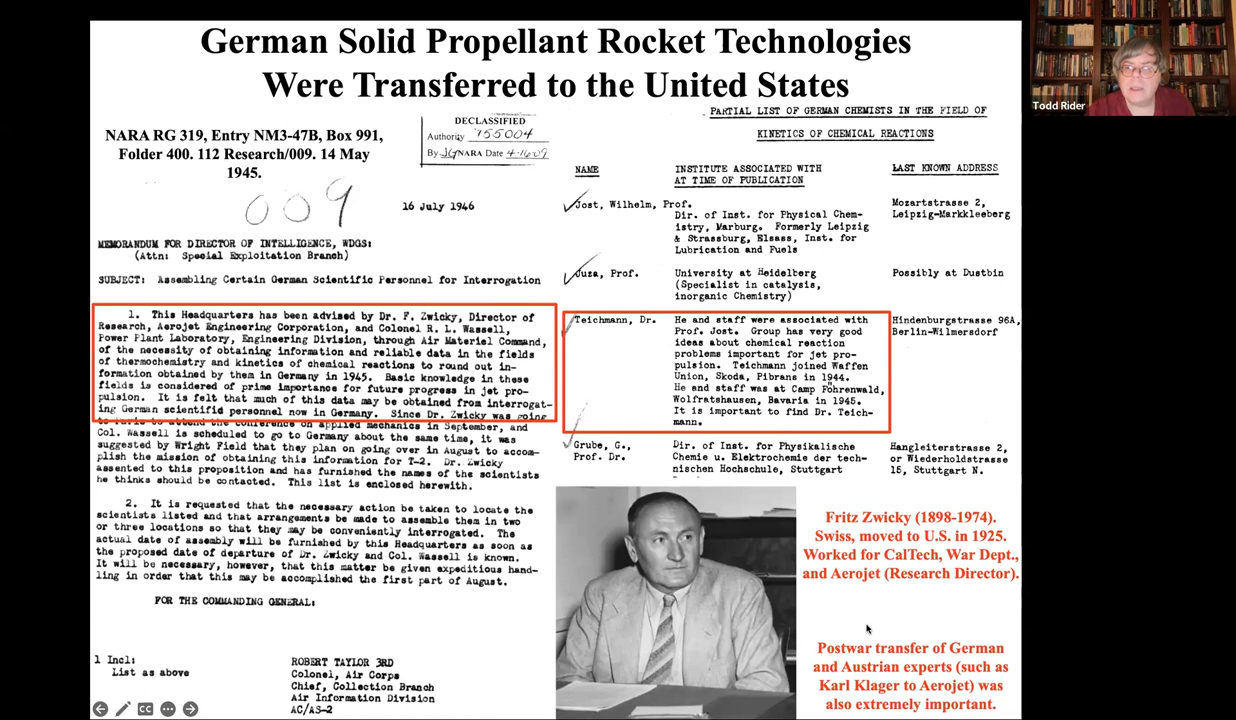 German Solid Propellant Rocket Technologies
Were Transferred to the United States
Todd Rider
NARA RG 319, Entry NM3-47B, Box 991,
Folder 400. 112 Research/009. 14 May
1945.
DECLASSIFIED
Authority 755004
By JG NARA Date 4-16-09
009
16 July 1946
MEMORANDUM FOR DIRECTOR OF INTELLIGENCE, WDGS:
(Attn: Special Exploitation Branch)
SUBJECT: Assembling Certain German Scientific Personnel for Interrogation
1. This Headquarters has been advised by Dr. F. Zwicky, Director of
Research, Aerojet Engineering Corporation, and Colonel R. L. Wassell,
Power Plant Laboratory, Engineering Division, through Air Materiel Command,
of the necessity of obtaining information and reliable data in the fields
of thermochemistry and kinetics of chemical reactions to round out in-
formation obtained by them in Germany in 1945. Basic knowledge in these
fields is considered of prime importance for future progress in jet pro-
pulsion. It is felt that much of this data may be obtained from interrogat-
ing German scientifid personnel now in Germany. Since Dr. Zwicky was going
to Paris to attend the conference on applied mechanics in September, and
Col. Wassell is scheduled to go to Germany about the same time, it was
suggested by Wright Field that they plan on going over in August to accom-
plish the mission of obtaining this information for T-2. Dr. Zwicky
assented to this proposition and has furnished the names of the scientists
he thinks should be contacted. This list is enclosed herewith.
2. It is requested that the necessary action be taken to locate the
scientists listed and that arrangements be made to assemble them in two
or three locations so that they may be conveniently interrogated. The
actual date of assembly will be furnished by this Headquarters as soon as
the proposed date of departure of Dr. Zwicky and Col. Wassell is known.
It will be necessary, however, that this matter be given expeditious hand-
ling in order that this may be accomplished the first part of August.
FOR THE COMMANDING GENERAL:
1 Incl:
List as above
ROBERT TAYLOR 3RD
Colonel, Air Corps
Chief, Collection Branch
Air Information Division
AC/AS-2
PARTIAL LIST OF GERMAN CHEMISTS IN THE FIELD OF
KINETICS OF CHEMICAL REACTIONS
NAME
INSTITUTE ASSOCIATED WITH
AT TIME OF PUBLICATION
LAST KNOWN ADDRESS
Jost, Wilhelm, Prof.
Dir. of Inst. for Physical Chem-
istry, Marburg. Formerly Leipzig
& Strassburg, Elsass, Inst. for
Lubrication and Fuels
Mozartstrasse 2,
Leipzig-Markkleeberg
Juza, Prof.
University at Heidelberg
(Specialist in catalysis,
inorganic Chemistry)
Possibly at Dustbin
Teichmann, Dr.
He and staff were associated with
Prof. Jost. Group has very good
ideas about chemical reaction
problems important for jet pro-
pulsion. Teichmann joined Waffen
Union, Skoda, Pibrans in 1944.
He end staff was at Camp Föhrenwald,
Wolfratshausen, Bavaria in 1945.
It is important to find Dr. Teich-
mann.
Hindenburgstrasse 96A,
Berlin-Wilmersdorf
Grube, G.,
Prof. Dr.
Dir. of Inst. für Physikalische
Chemie u. Elektrochemie der tech-
nischen Hochschule, Stuttgart
Hangleiterstrasse 2,
or Wiederholdstrasse
15, Stuttgart N.
Fritz Zwicky (1898-1974).
Swiss, moved to U.S. in 1925.
Worked for CalTech, War Dept.,
and Aerojet (Research Director).
Postwar transfer of German
and Austrian experts (such as
Karl Klager to Aerojet) was
also extremely important.
CC